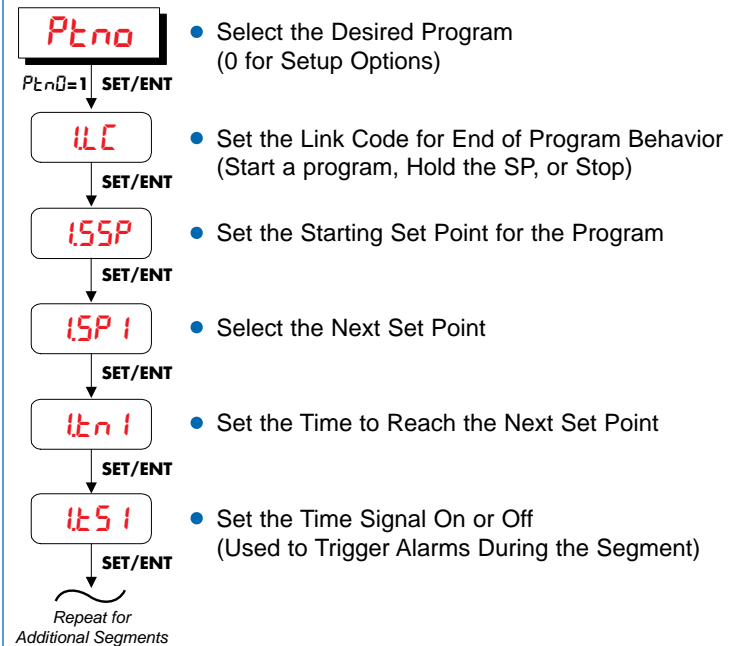 Ptno
• Select the Desired Program
(0 for Setup Options)
Ptn0=1 SET/ENT
1.LC
• Set the Link Code for End of Program Behavior
(Start a program, Hold the SP, or Stop)
SET/ENT
1.SSP
• Set the Starting Set Point for the Program
SET/ENT
1.SP1
• Select the Next Set Point
SET/ENT
1.tn1
• Set the Time to Reach the Next Set Point
SET/ENT
1.tS1
• Set the Time Signal On or Off
(Used to Trigger Alarms During the Segment)
SET/ENT
Repeat for
Additional Segments